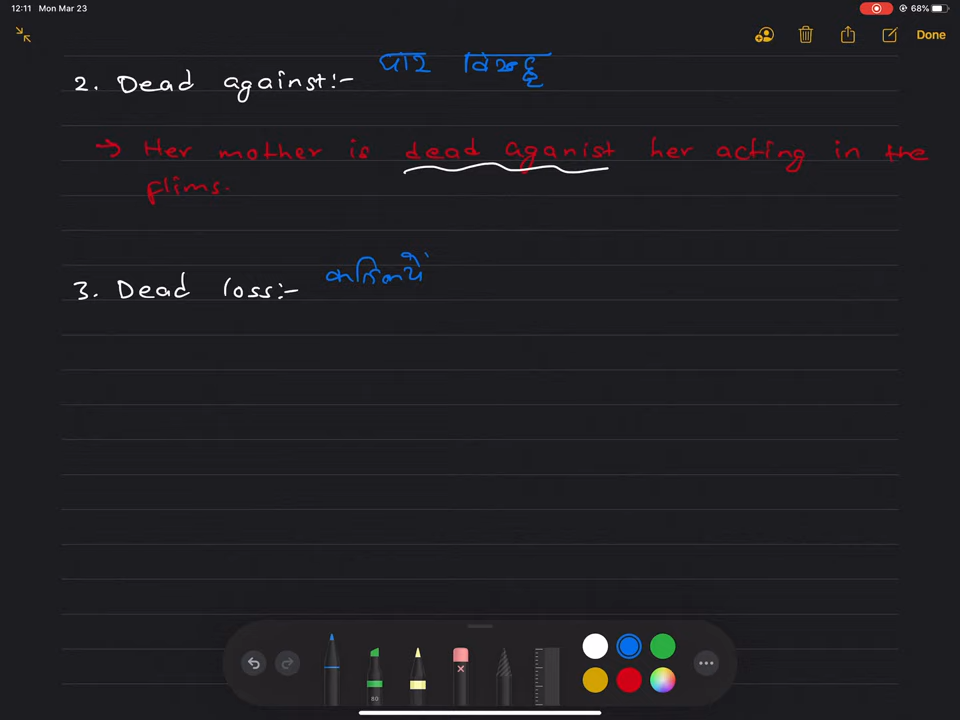 12:11 Mon Mar 23
68%
Done
2. Dead against:-
विरुद्ध
→ Her mother is dead aganist her acting in the
flims.
3. Dead loss:-
80